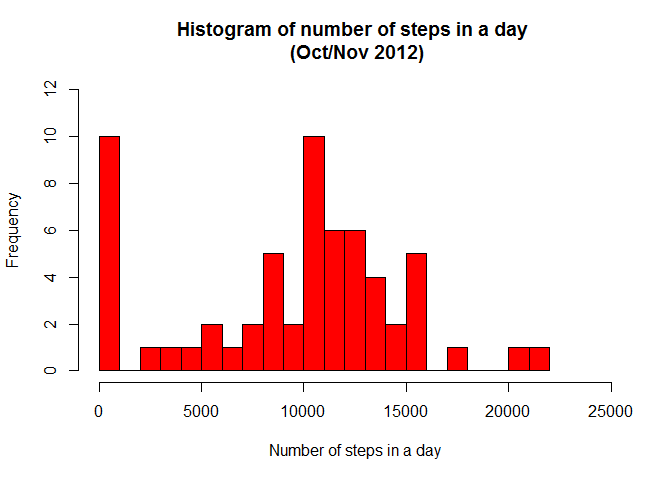 Histogram of number of steps in a day
(Oct/Nov 2012)
12
10
8
6
4
2
0
Frequency
0 5000 10000 15000 20000 25000
Number of steps in a day